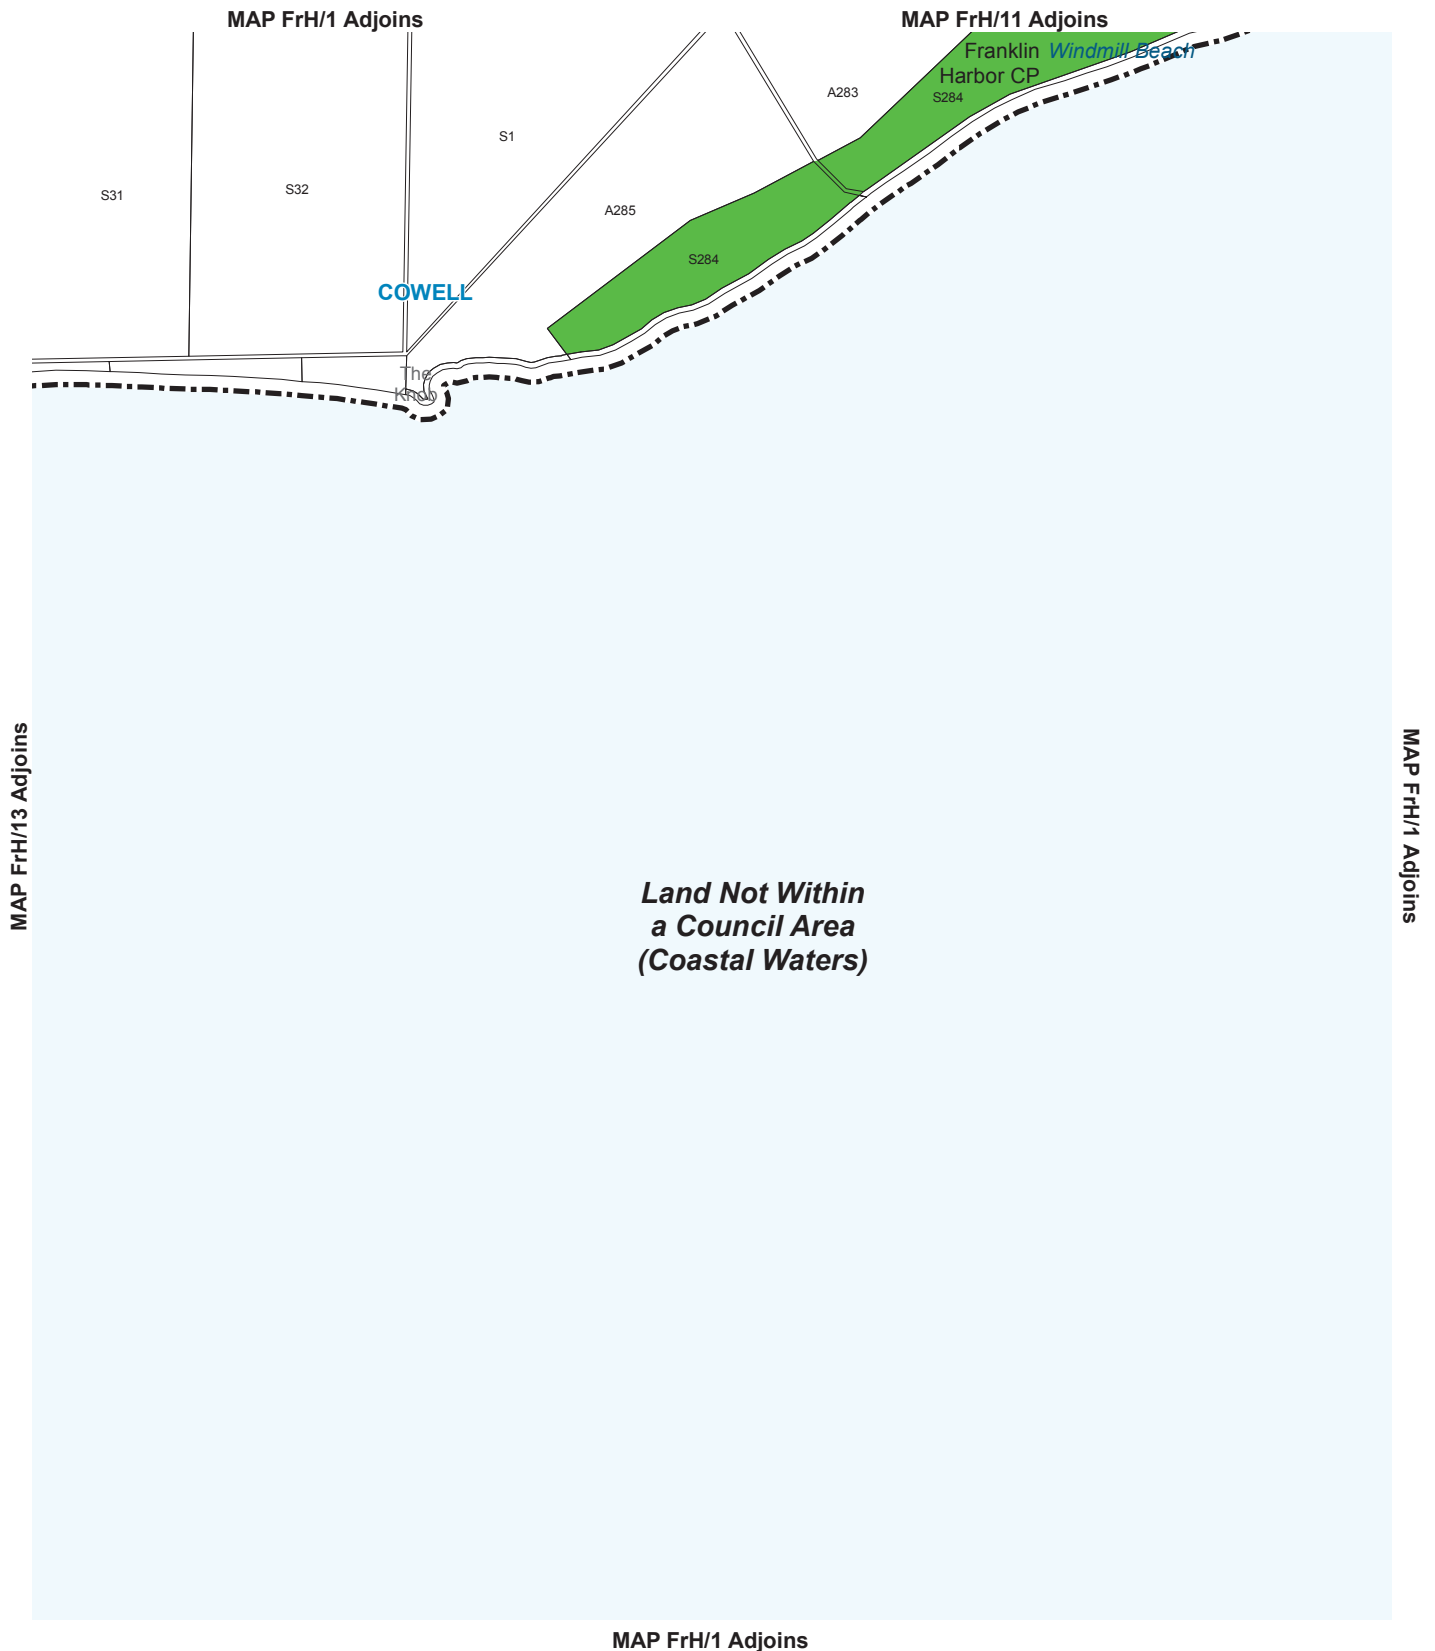 MAP FrH/1 Adjoins
MAP FrH/11 Adjoins
Franklin Windmill Beach
Harbor CP
A283
S284
S1
S32
S31
A285
S284
COWELL
The
Knob
MAP FrH/13 Adjoins
MAP FrH/1 Adjoins
Land Not Within
a Council Area
(Coastal Waters)
MAP FrH/1 Adjoins